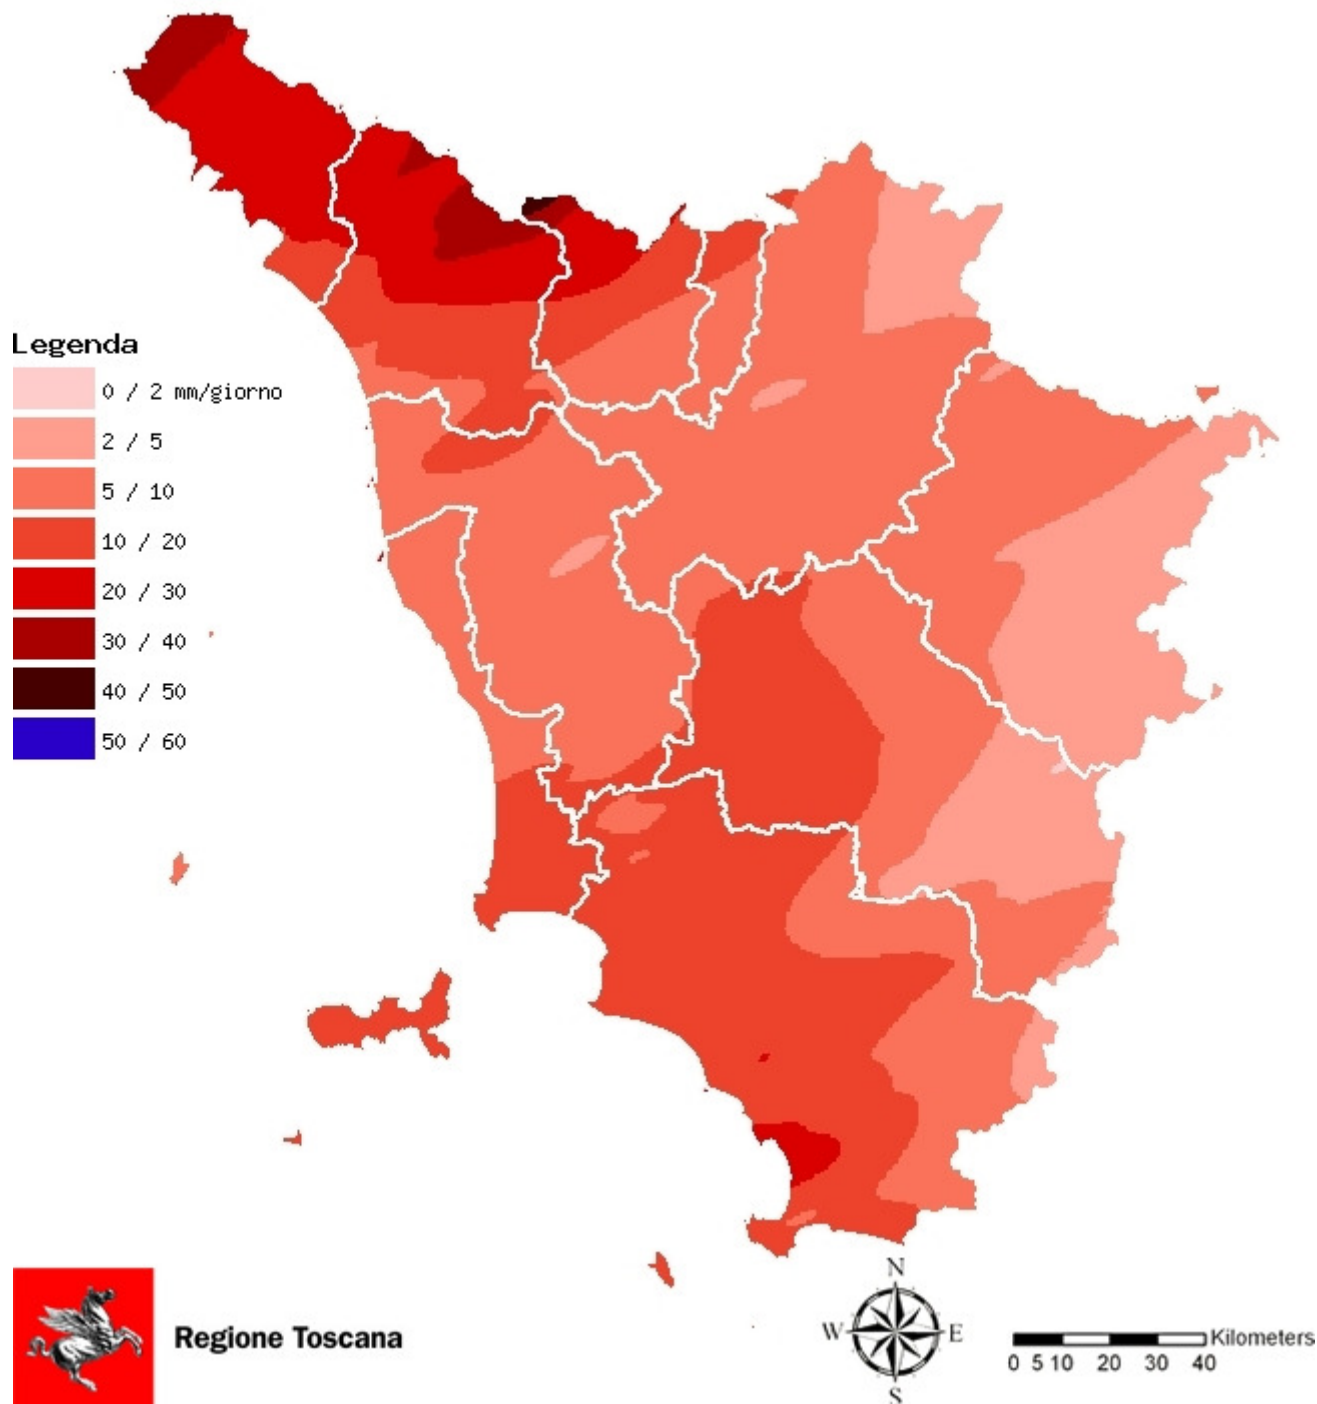 Legenda
0 / 2 mm/giorno
2 / 5
5 / 10
10 / 20
20 / 30
30 / 40
40 / 50
50 / 60
Regione Toscana
N
W E
S
Kilometers
0 5 10 20 30 40